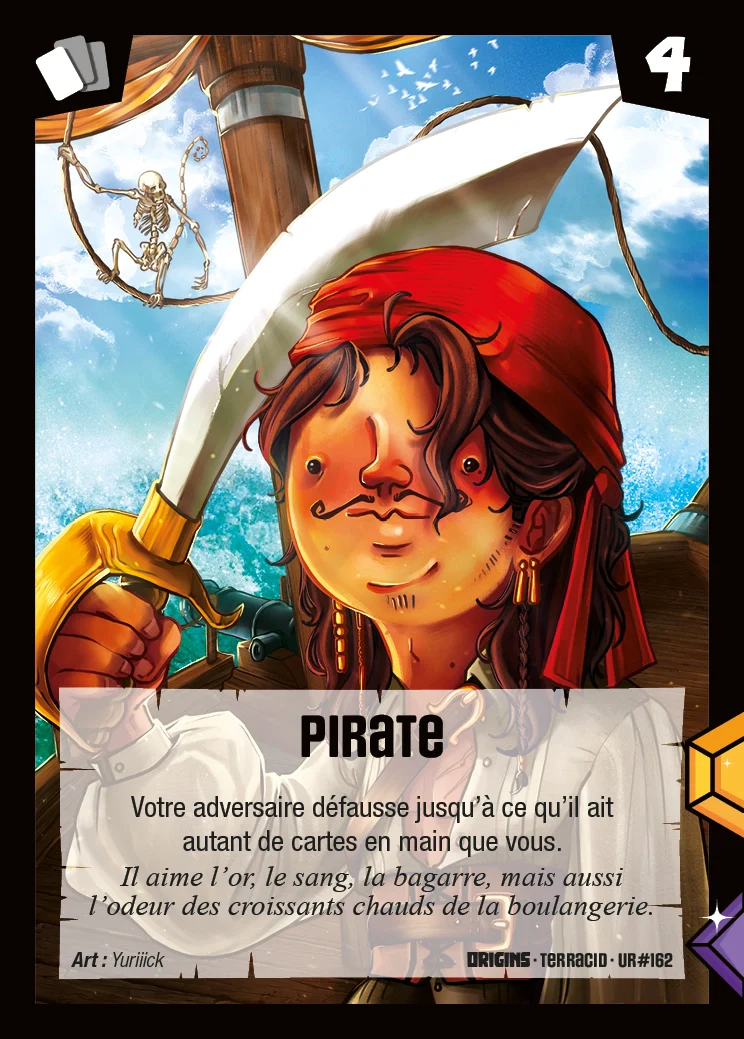 4
PIRATE
Votre adversaire défausse jusqu'à ce qu'il ait
autant de cartes en main que vous.
Il aime l'or, le sang, la bagarre, mais aussi
l'odeur des croissants chauds de la boulangerie.
Art : Yuriiick
ORIGINS · TERRACID · UR#162